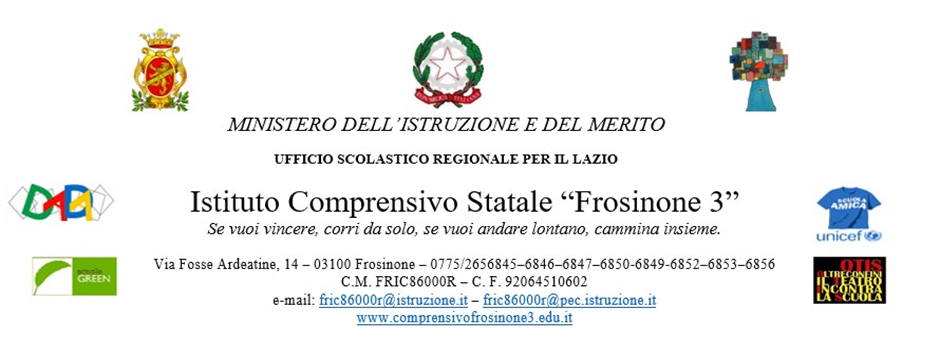 MINISTERO DELL’ISTRUZIONE E DEL MERITO
UFFICIO SCOLASTICO REGIONALE PER IL LAZIO
DADA
Istituto Comprensivo Statale “Frosinone 3”
SCUOLA
AMICA
Se vuoi vincere, corri da solo, se vuoi andare lontano, cammina insieme.
unicef
scuola
GREEN
Via Fosse Ardeatine, 14 – 03100 Frosinone – 0775/2656845–6846–6847–6850-6849-6852–6853–6856
C.M. FRIC86000R – C. F. 92064510602
e-mail: fric86000r@istruzione.it – fric86000r@pec.istruzione.it
www.comprensivofrosinone3.edu.it
OTIS
OLTRECONFINI
IL TEATRO
INCONTRA
LA SCUOLA